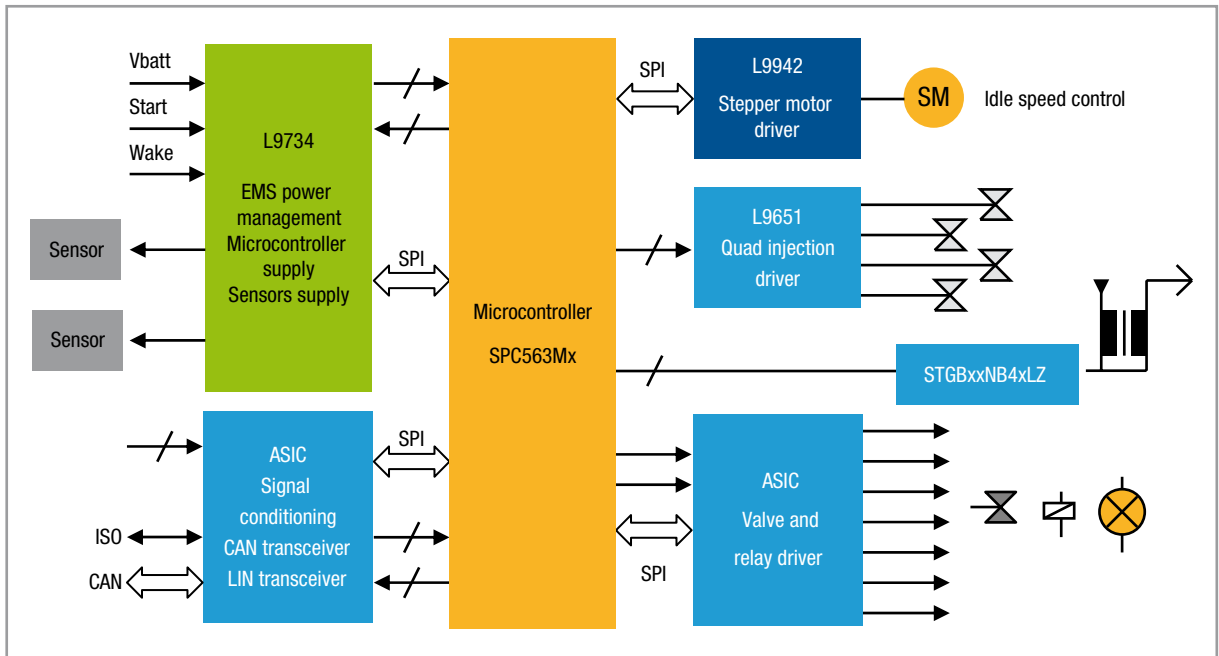 Vbatt
Start
Wake
L9734
EMS power
management
Microcontroller
supply
Sensors supply
Sensor
Sensor
SPI
ASIC
Signal
conditioning
CAN transceiver
LIN transceiver
ISO
CAN
SPI
Microcontroller
SPC563Mx
SPI
L9942
Stepper motor
driver
SM
Idle speed control
L9651
Quad injection
driver
STGBxxNB4xLZ
SPI
ASIC
Valve and
relay driver